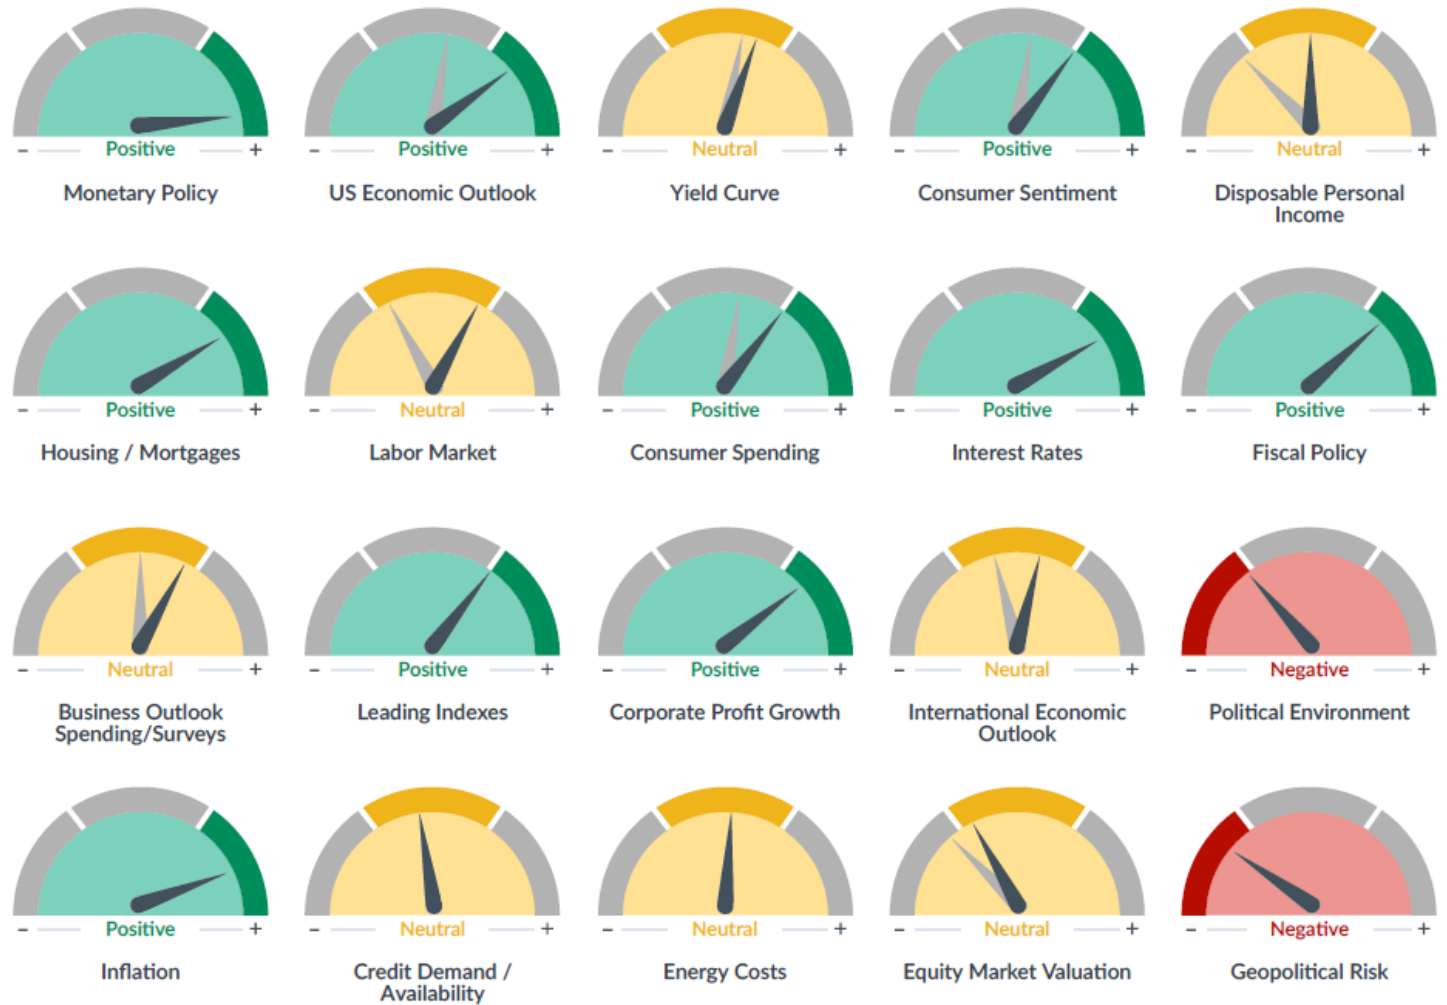 - Positive +
Monetary Policy
- Positive +
US Economic Outlook
- Neutral +
Yield Curve
- Positive +
Consumer Sentiment
- Neutral +
Disposable Personal
Income
- Positive +
Housing / Mortgages
- Neutral +
Labor Market
- Positive +
Consumer Spending
- Positive +
Interest Rates
- Positive +
Fiscal Policy
- Neutral +
Business Outlook
Spending/Surveys
- Positive +
Leading Indexes
- Positive +
Corporate Profit Growth
- Neutral +
International Economic
Outlook
- Negative +
Political Environment
- Positive +
Inflation
- Neutral +
Credit Demand /
Availability
- Neutral +
Energy Costs
- Neutral +
Equity Market Valuation
- Negative +
Geopolitical Risk